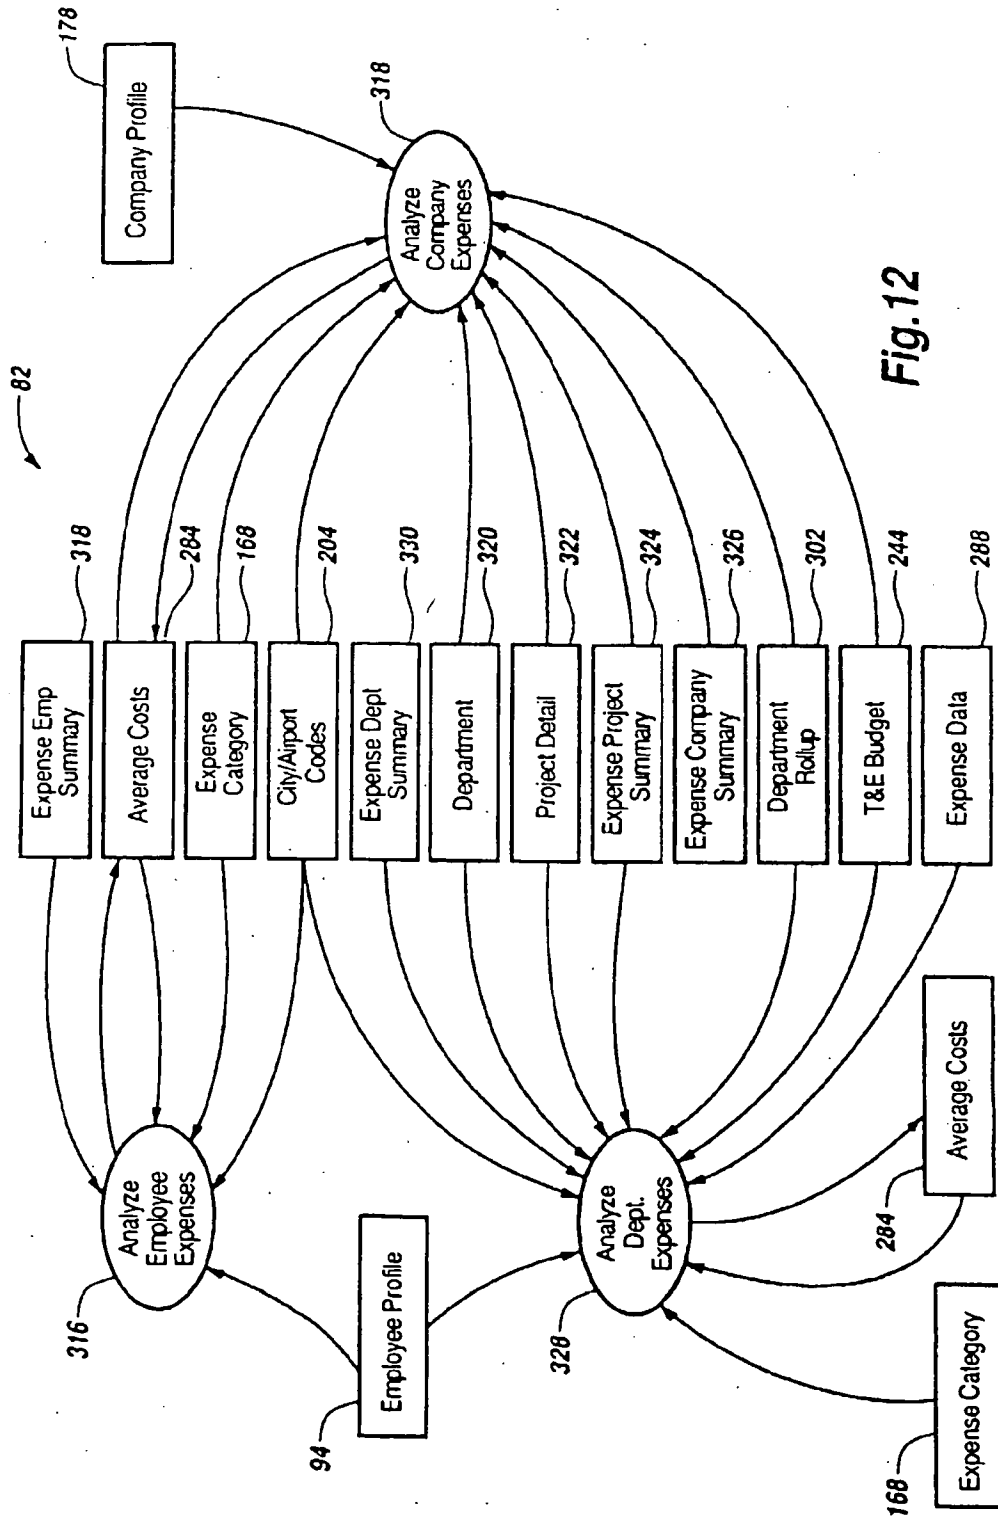 82
Company Profile
178
Analyze
Company
Expenses
318
Expense Emp
Summary
318
Average Costs
284
Expense
Category
168
City/Airport
Codes
204
Expense Dept
Summary
330
Department
320
Project Detail
322
Expense Project
Summary
324
Expense Company
Summary
326
Department
Rollup
302
T&E Budget
244
Expense Data
288
Analyze
Employee
Expenses
316
Employee Profile
94
Analyze
Dept.
Expenses
328
Average Costs
284
Expense Category
168
Fig.12